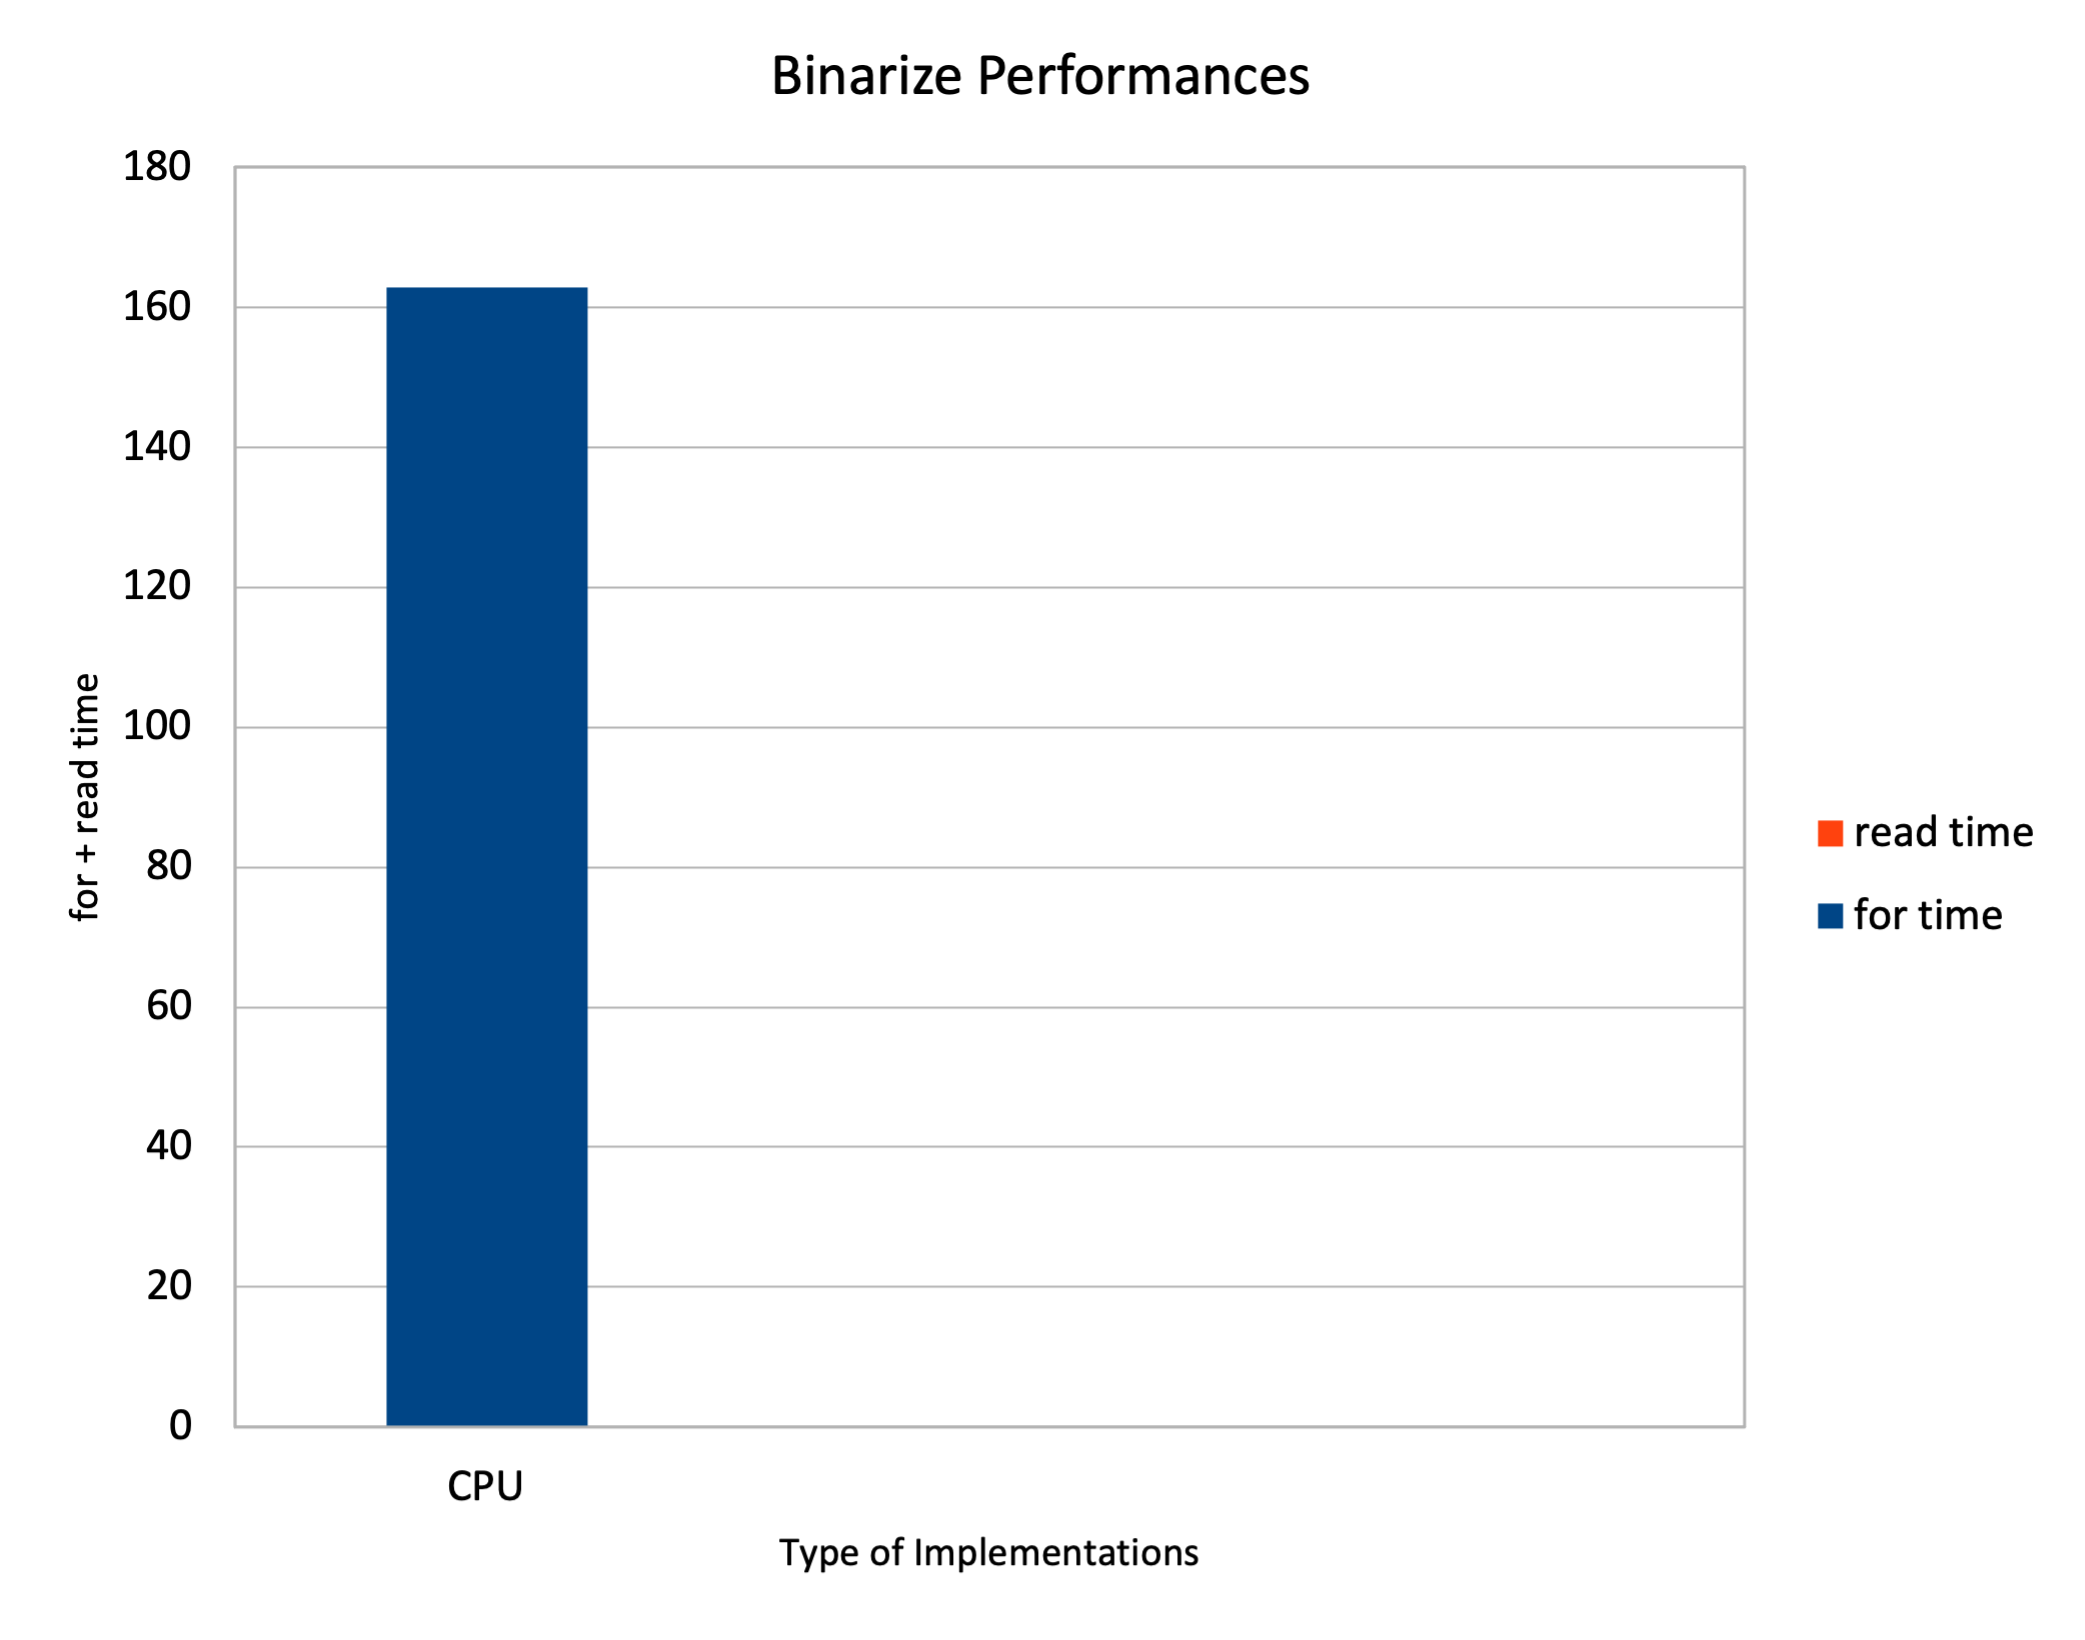 Binarize Performances
180
160
140
120
100
80
60
40
20
0
for + read time
CPU
Type of Implementations
read time
for time